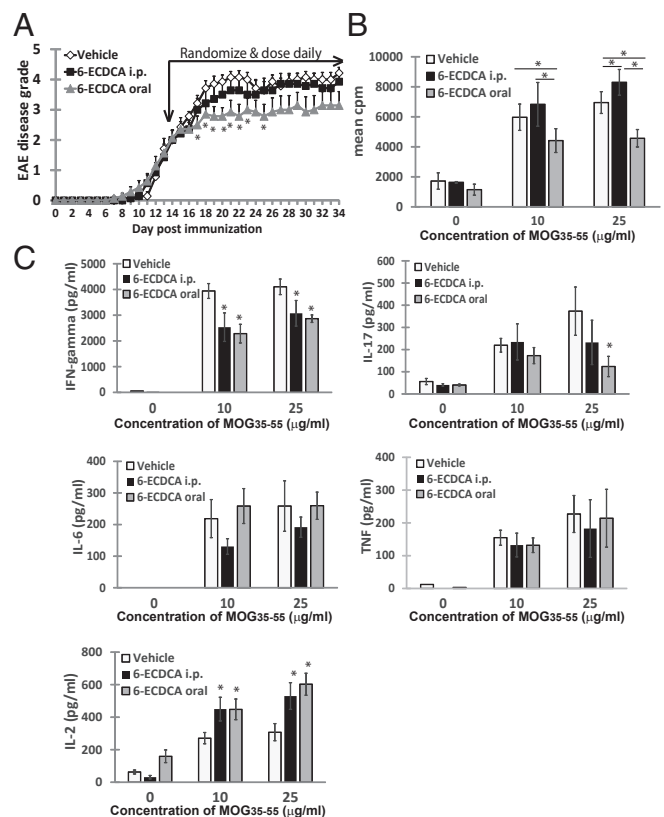 A
EAE disease grade
5
4
3
2
1
0
Vehicle
6-ECDCA i.p.
6-ECDCA oral
Randomize & dose daily
* * * * * * * *
0 2 4 6 8 9 10 11 12 13 14 15 16 17 18 19 20 21 22 23 24 25 26 28 30 32 34
Day post immunization
B
mean cpm
10000
8000
6000
4000
2000
0
Vehicle
6-ECDCA i.p.
6-ECDCA oral
* *
* * *
0 10 25
Concentration of MOG35-55 (μg/ml)
C
IFN-gamma (pg/ml)
5000
4000
3000
2000
1000
0
Vehicle
6-ECDCA i.p.
6-ECDCA oral
* * * *
0 10 25
Concentration of MOG35-55 (μg/ml)
IL-17 (pg/ml)
600
500
400
300
200
100
0
Vehicle
6-ECDCA i.p.
6-ECDCA oral
*
0 10 25
Concentration of MOG35-55 (μg/ml)
IL-6 (pg/ml)
400
300
200
100
0
Vehicle
6-ECDCA i.p.
6-ECDCA oral
0 10 25
Concentration of MOG35-55 (μg/ml)
TNF (pg/ml)
400
300
200
100
0
Vehicle
6-ECDCA i.p.
6-ECDCA oral
0 10 25
Concentration of MOG35-55 (μg/ml)
IL-2 (pg/ml)
800
600
400
200
0
Vehicle
6-ECDCA i.p.
6-ECDCA oral
* * * *
0 10 25
Concentration of MOG35-55 (μg/ml)